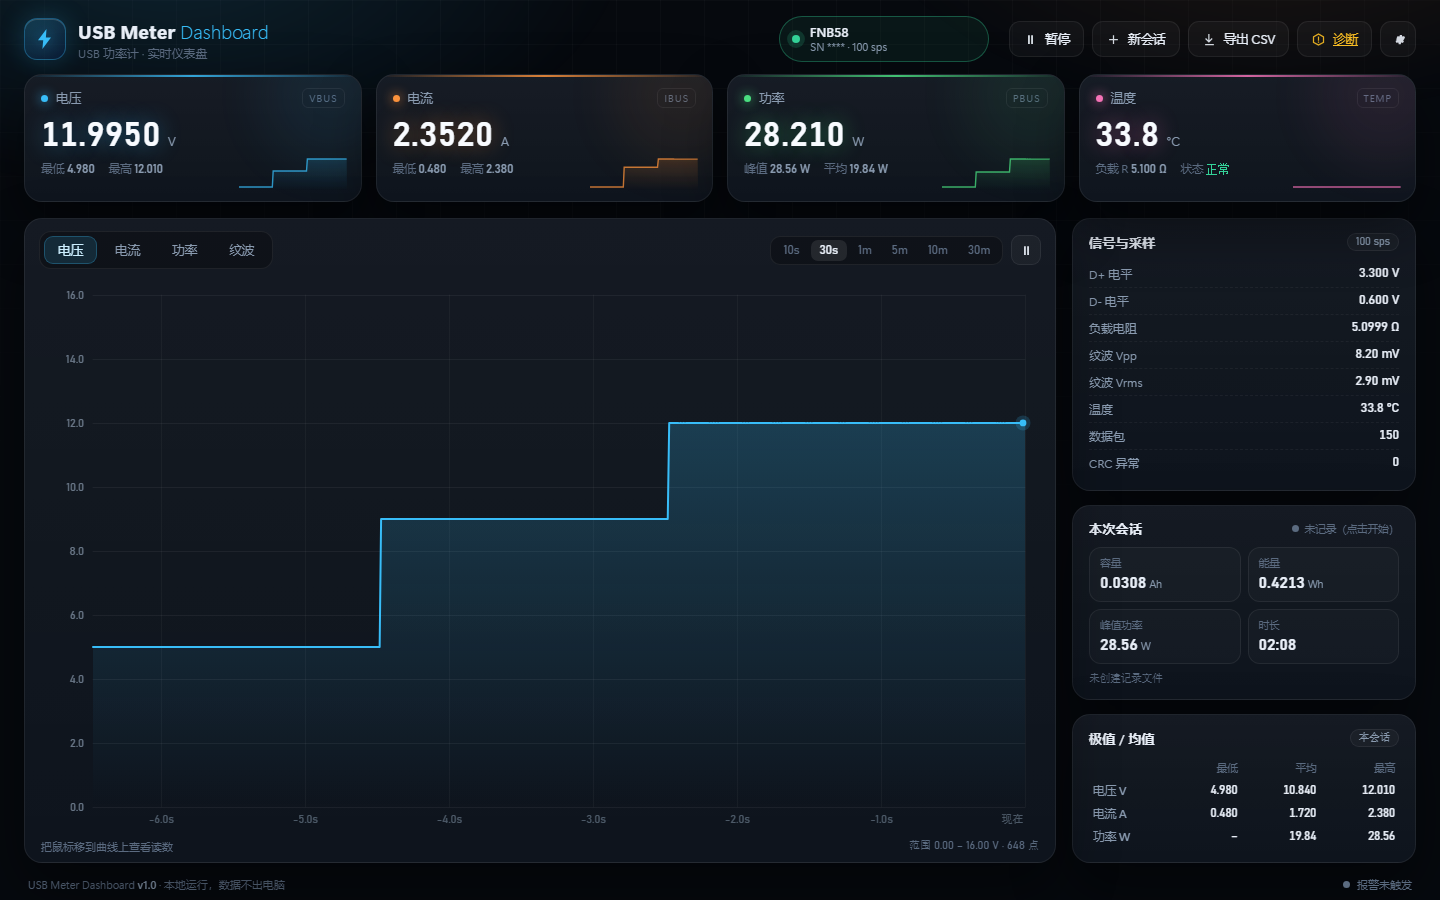 USB Meter Dashboard
USB 功率计 · 实时仪表盘
FNB58
SN **** · 100 sps
暂停
新会话
导出 CSV
诊断
电压 VBUS
11.9950 V
最低 4.980 最高 12.010
电流 IBUS
2.3520 A
最低 0.480 最高 2.380
功率 PBUS
28.210 W
峰值 28.56 W 平均 19.84 W
温度 TEMP
33.8 °C
负载 R 5.100 Ω 状态 正常
电压 电流 功率 纹波
10s 30s 1m 5m 10m 30m
16.0
14.0
12.0
10.0
8.0
6.0
4.0
2.0
0.0
-6.0s -5.0s -4.0s -3.0s -2.0s -1.0s 现在
把鼠标移到曲线上查看读数
范围 0.00 – 16.00 V · 648 点
信号与采样 100 sps
D+ 电平 3.300 V
D- 电平 0.600 V
负载电阻 5.0999 Ω
纹波 Vpp 8.20 mV
纹波 Vrms 2.90 mV
温度 33.8 °C
数据包 150
CRC 异常 0
本次会话 未记录（点击开始）
容量
0.0308 Ah
能量
0.4213 Wh
峰值功率
28.56 W
时长
02:08
未创建记录文件
极值 / 均值 本会话
最低 平均 最高
电压 V 4.980 10.840 12.010
电流 A 0.480 1.720 2.380
功率 W – 19.84 28.56
USB Meter Dashboard v1.0 · 本地运行，数据不出电脑
报警未触发